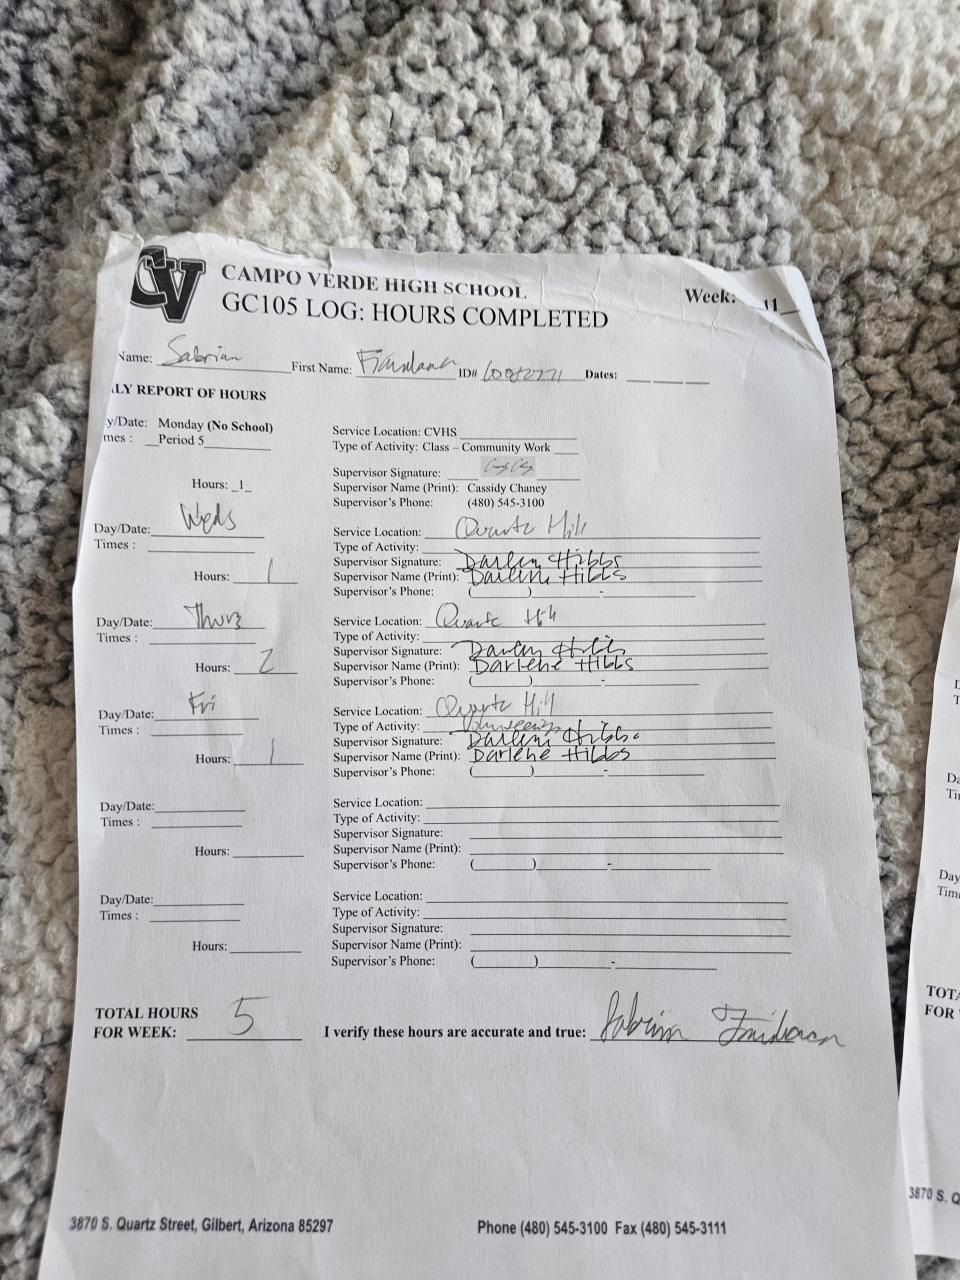 CV
CAMPO VERDE HIGH SCHOOL
Week: 11
GC105 LOG: HOURS COMPLETED
Name: First Name: ID# Dates:
LY REPORT OF HOURS
y/Date: Monday (No School)
mes : Period 5
Hours: _1_
Service Location: CVHS
Type of Activity: Class – Community Work
Supervisor Signature:
Supervisor Name (Print): Cassidy Chaney
Supervisor's Phone: (480) 545-3100
Day/Date: Weds
Times :
Hours: 1
Service Location: Quartz Hill
Type of Activity:
Supervisor Signature: Darlene Hibbs
Supervisor Name (Print): Darlene Hibbs
Supervisor's Phone: ( ) -
Day/Date: Thurs
Times :
Hours: 2
Service Location: Quartz Hill
Type of Activity:
Supervisor Signature: Darlene Hibbs
Supervisor Name (Print): Darlene Hibbs
Supervisor's Phone: ( ) -
Day/Date: Fri
Times :
Hours: 1
Service Location: Quartz Hill
Type of Activity:
Supervisor Signature: Darlene Hibbs
Supervisor Name (Print): Darlene Hibbs
Supervisor's Phone: ( ) -
Day/Date:
Times :
Hours:
Service Location:
Type of Activity:
Supervisor Signature:
Supervisor Name (Print):
Supervisor's Phone: ( ) -
Day/Date:
Times :
Hours:
Service Location:
Type of Activity:
Supervisor Signature:
Supervisor Name (Print):
Supervisor's Phone: ( ) -
TOTAL HOURS
FOR WEEK: 5
I verify these hours are accurate and true:
3870 S. Quartz Street, Gilbert, Arizona 85297
Phone (480) 545-3100 Fax (480) 545-3111
TOTA
FOR
3870 S. Q